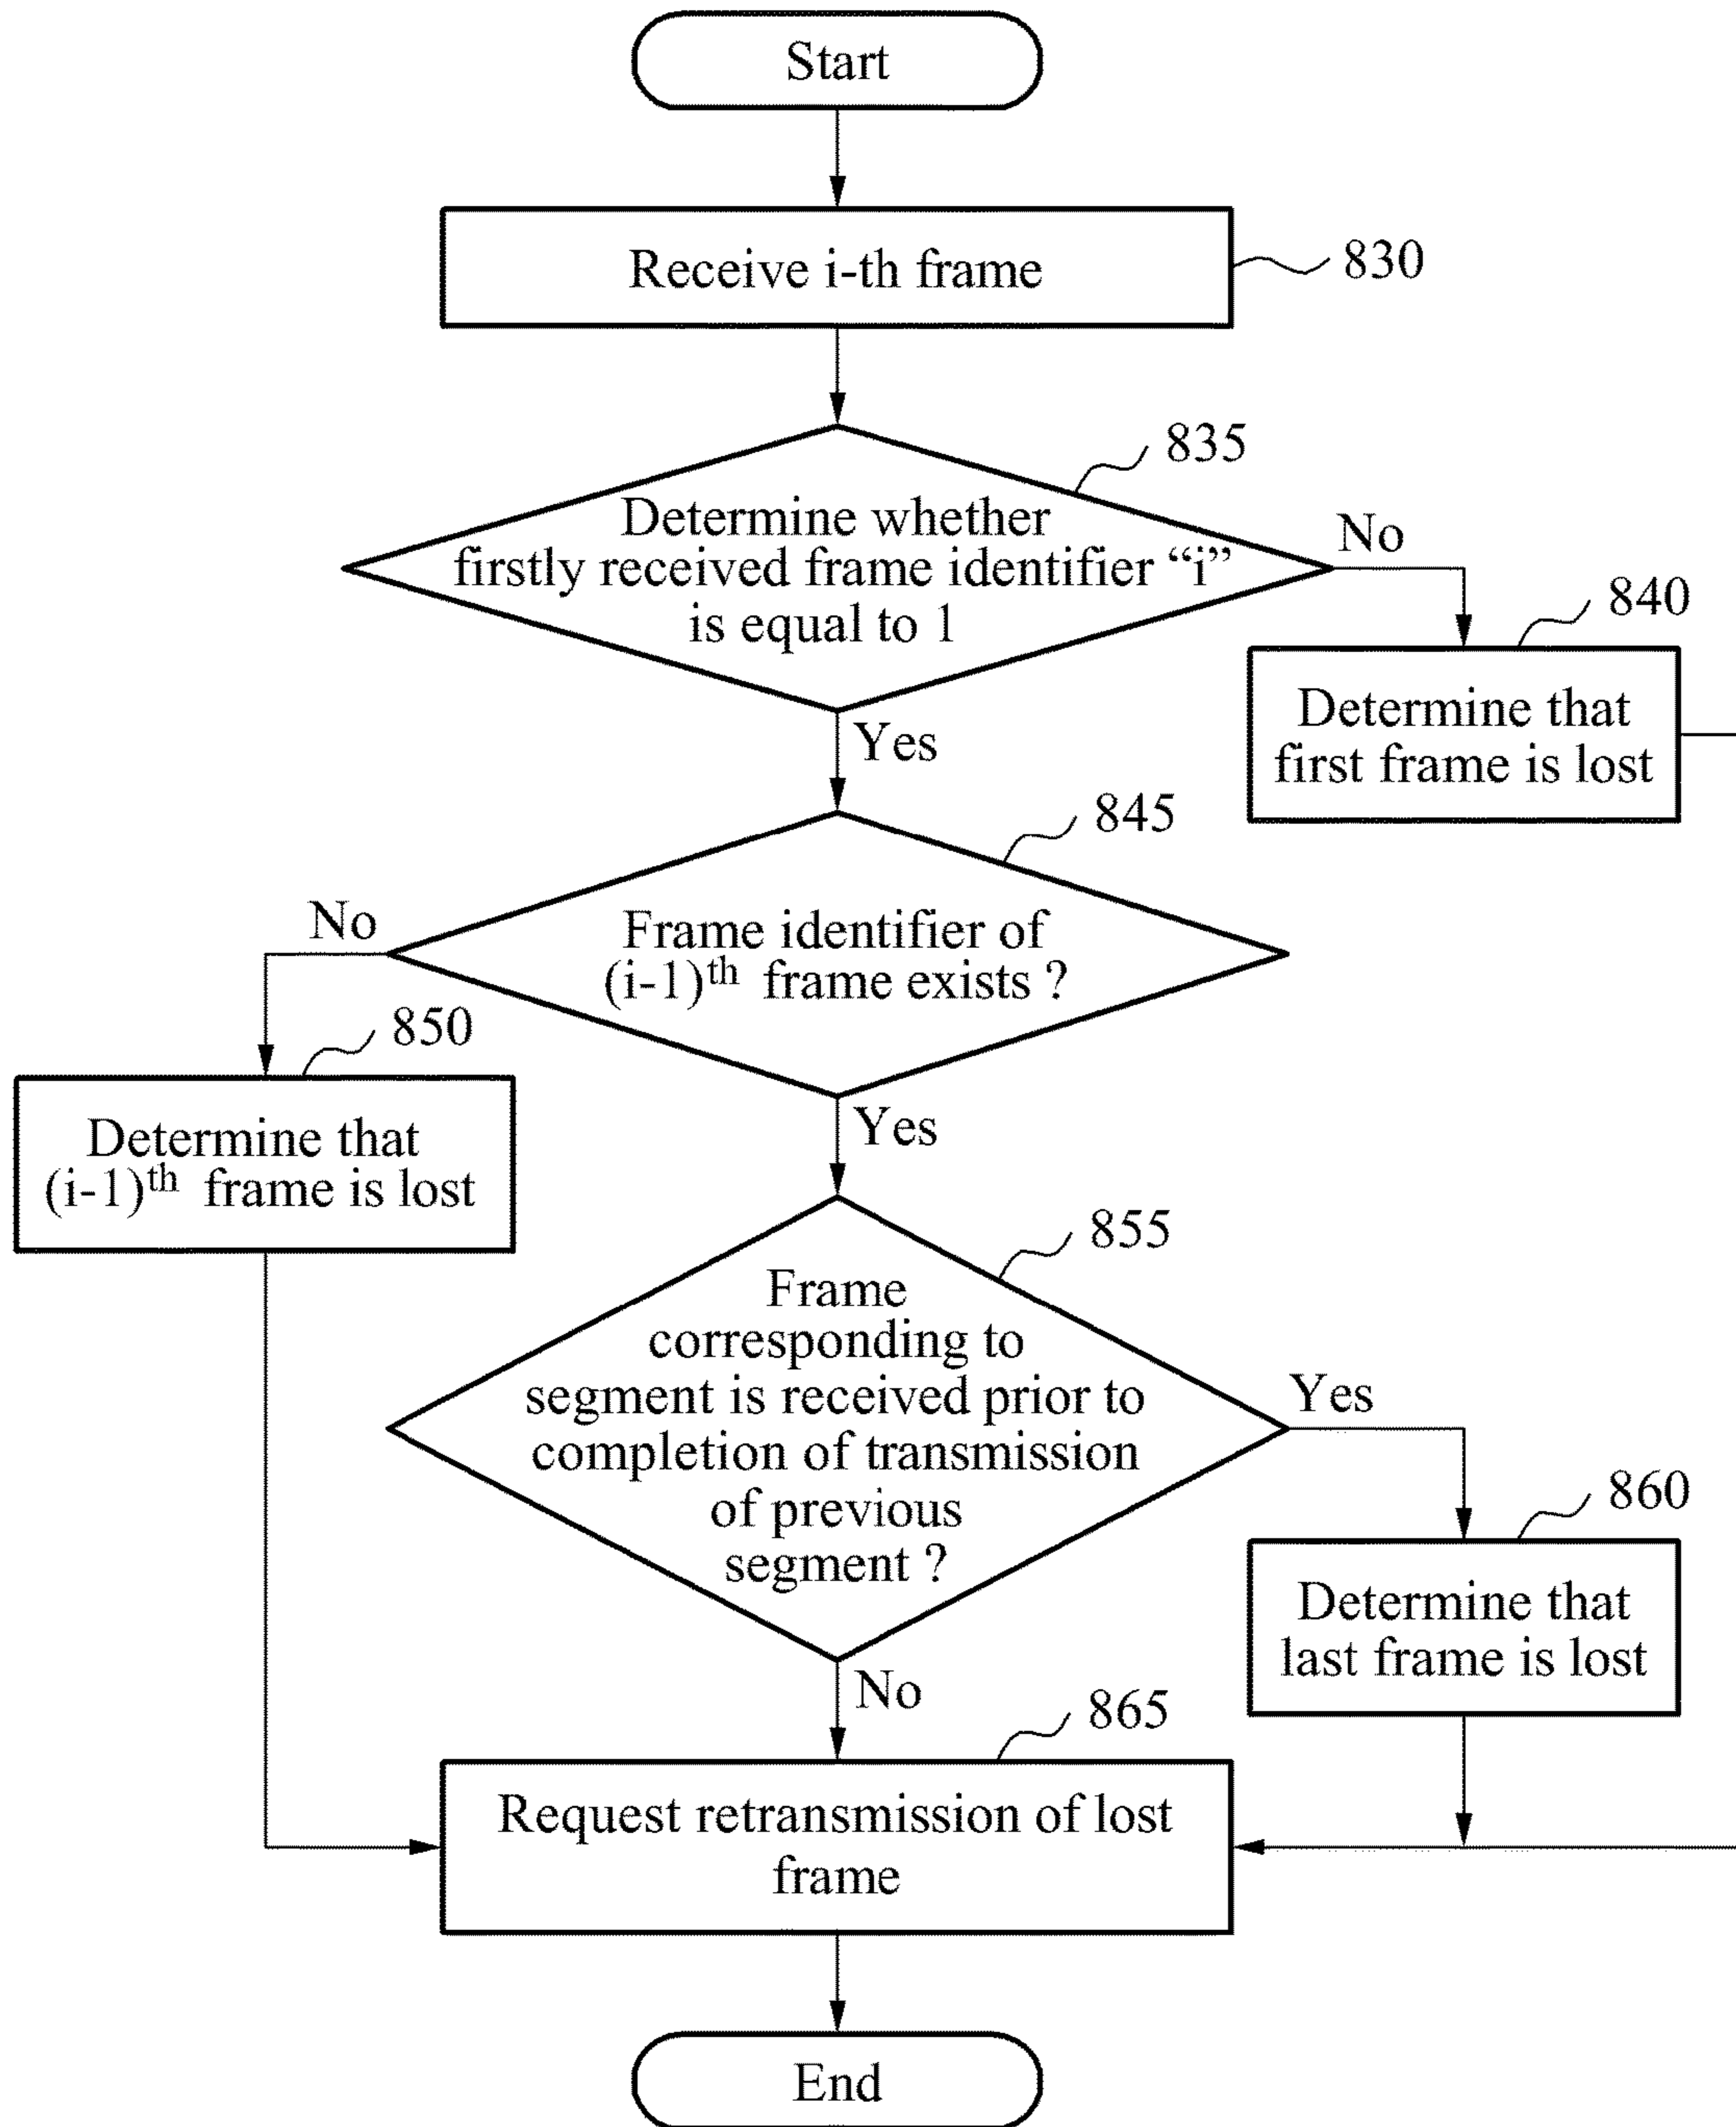 Start
Receive i-th frame
830
835
Determine whether
firstly received frame identifier “i”
is equal to 1
No
840
Determine that
first frame is lost
Yes
845
Frame identifier of
(i-1)th frame exists ?
No
850
Determine that
(i-1)th frame is lost
Yes
855
Frame
corresponding to
segment is received prior to
completion of transmission
of previous
segment ?
Yes
860
Determine that
last frame is lost
No
865
Request retransmission of lost
frame
End